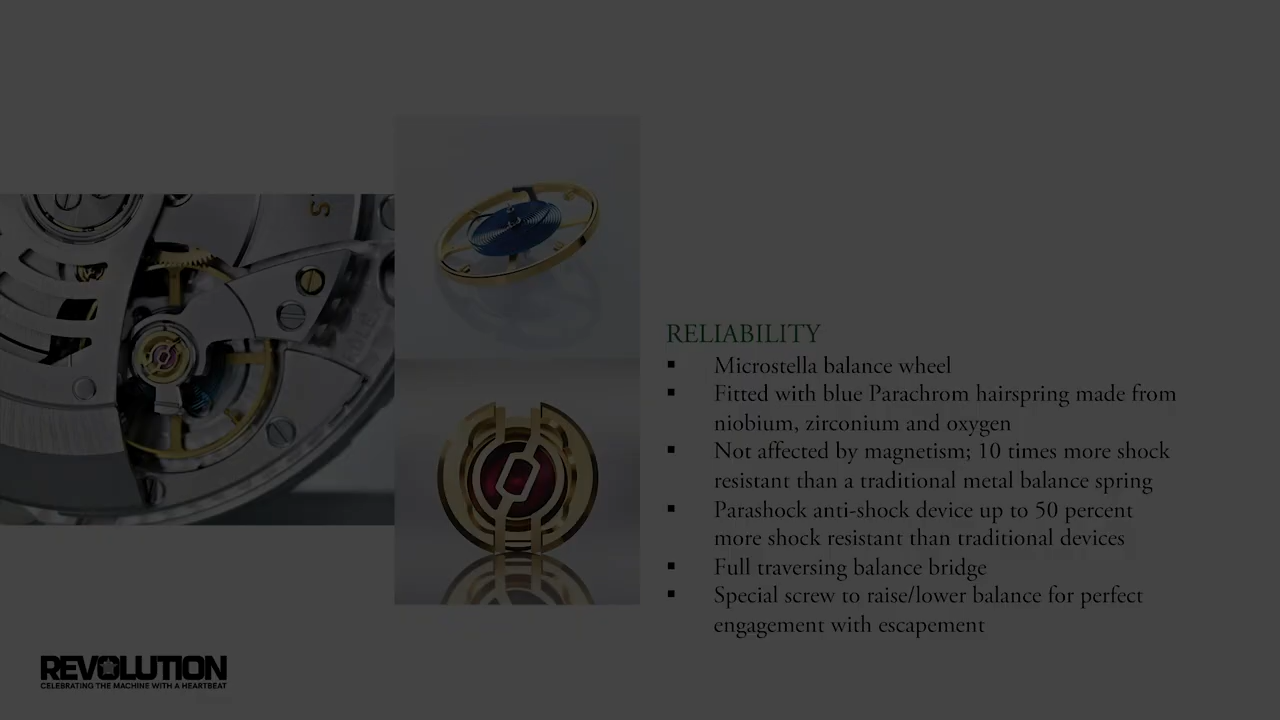 RELIABILITY
▪ Microstella balance wheel
▪ Fitted with blue Parachrom hairspring made from
niobium, zirconium and oxygen
▪ Not affected by magnetism; 10 times more shock
resistant than a traditional metal balance spring
▪ Parashock anti-shock device up to 50 percent
more shock resistant than traditional devices
▪ Full traversing balance bridge
▪ Special screw to raise/lower balance for perfect
engagement with escapement
REVOLUTION
CELEBRATING THE MACHINE WITH A HEARTBEAT